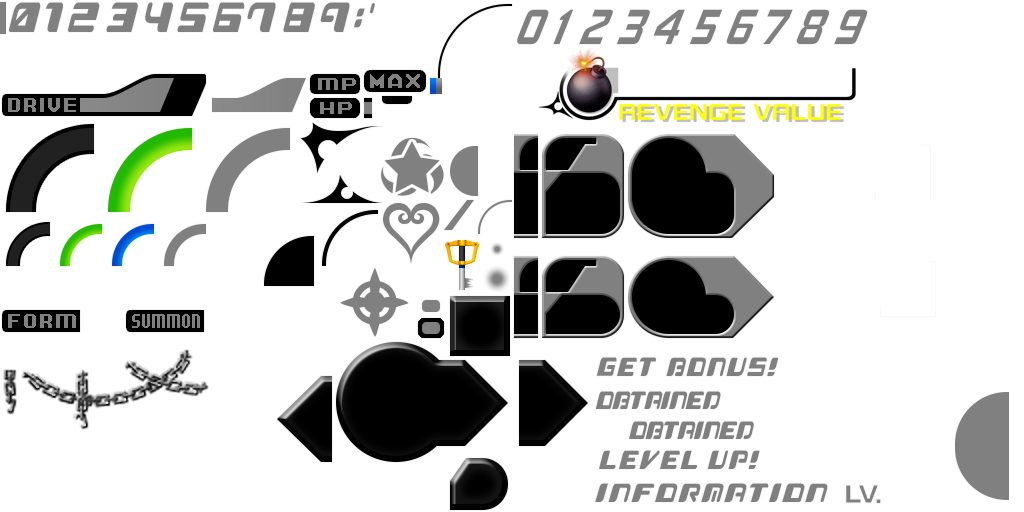 0123456789:'
0123456789
MAX
MP
DRIVE
HP
REVENGE VALUE
FORM
SUMMON
GET BONUS!
OBTAINED
OBTAINED
LEVEL UP!
INFORMATION LV.